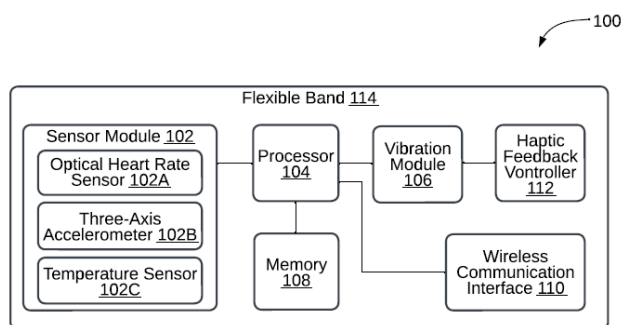 100
Flexible Band 114
Sensor Module 102
Optical Heart Rate
Sensor 102A
Three-Axis
Accelerometer 102B
Temperature Sensor
102C
Processor
104
Memory
108
Vibration
Module
106
Haptic
Feedback
Vontroller
112
Wireless
Communication
Interface 110